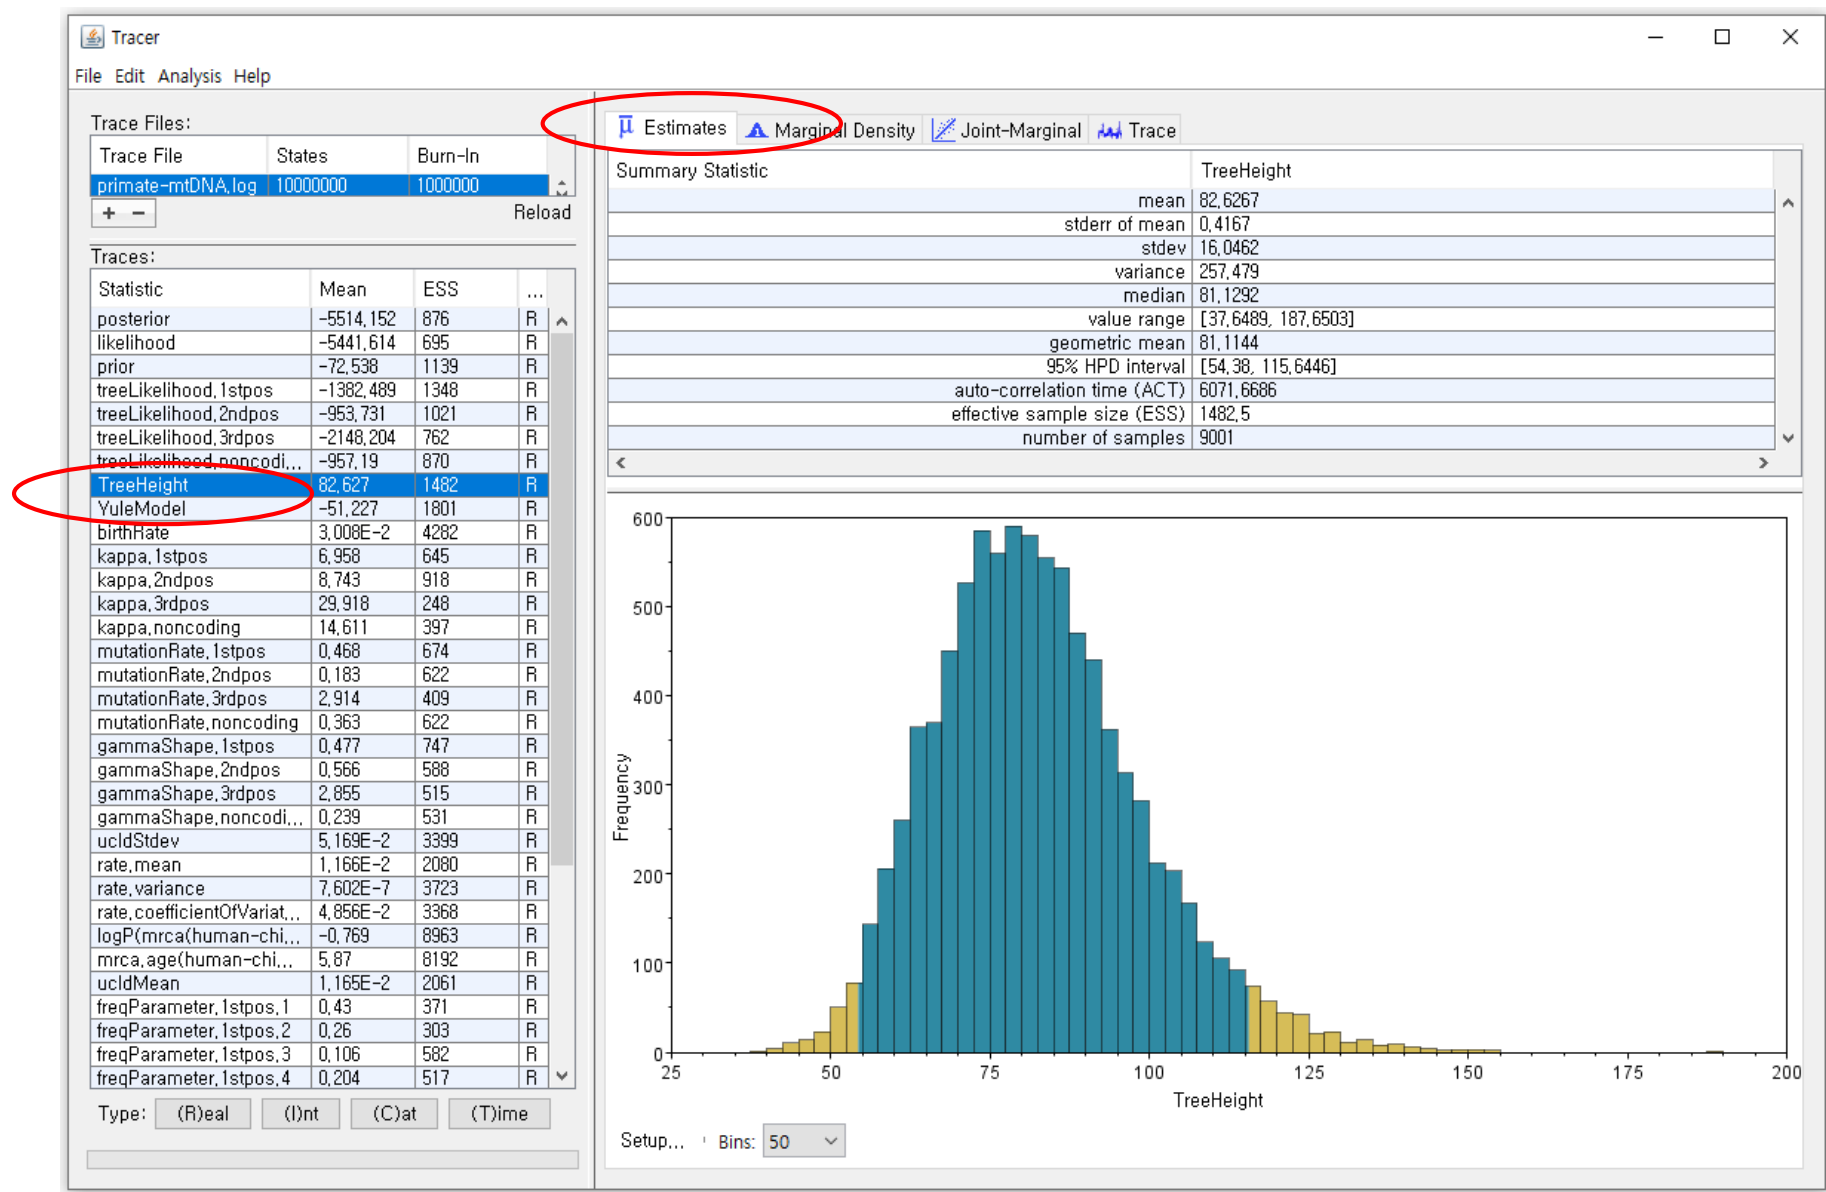 Tracer
File Edit Analysis Help
Trace Files:
Trace File States Burn-In
primate-mtDNA.log 10000000 1000000
+ − Reload
Traces:
Statistic Mean ESS ...
posterior -5514.152 876 R
likelihood -5441.614 695 R
prior -72.538 1139 R
treeLikelihood.1stpos -1382.489 1348 R
treeLikelihood.2ndpos -953.731 1021 R
treeLikelihood.3rdpos -2148.204 762 R
treeLikelihood.noncodi... -957.19 870 R
TreeHeight 82.627 1482 R
YuleModel -51.227 1801 R
birthRate 3.008E-2 4282 R
kappa.1stpos 6.958 645 R
kappa.2ndpos 8.743 918 R
kappa.3rdpos 29.918 248 R
kappa.noncoding 14.611 397 R
mutationRate.1stpos 0.468 674 R
mutationRate.2ndpos 0.183 622 R
mutationRate.3rdpos 2.914 409 R
mutationRate.noncoding 0.363 622 R
gammaShape.1stpos 0.477 747 R
gammaShape.2ndpos 0.566 588 R
gammaShape.3rdpos 2.855 515 R
gammaShape.noncodi... 0.239 531 R
ucldStdev 5.169E-2 3399 R
rate.mean 1.166E-2 2080 R
rate.variance 7.602E-7 3723 R
rate.coefficientOfVariat... 4.856E-2 3368 R
logP(mrca(human-chi... -0.769 8963 R
mrca.age(human-chi... 5.87 8192 R
ucldMean 1.165E-2 2061 R
freqParameter.1stpos.1 0.43 371 R
freqParameter.1stpos.2 0.26 303 R
freqParameter.1stpos.3 0.106 582 R
freqParameter.1stpos.4 0.204 517 R
Type: (R)eal (I)nt (C)at (T)ime
Estimates Marginal Density Joint-Marginal Trace
Summary Statistic TreeHeight
mean 82.6267
stderr of mean 0.4167
stdev 16.0462
variance 257.479
median 81.1292
value range [37.6489, 187.6503]
geometric mean 81.1144
95% HPD interval [54.38, 115.6446]
auto-correlation time (ACT) 6071.6686
effective sample size (ESS) 1482.5
number of samples 9001
600
500
400
300
200
100
0
Frequency
25 50 75 100 125 150 175 200
TreeHeight
Setup... Bins: 50